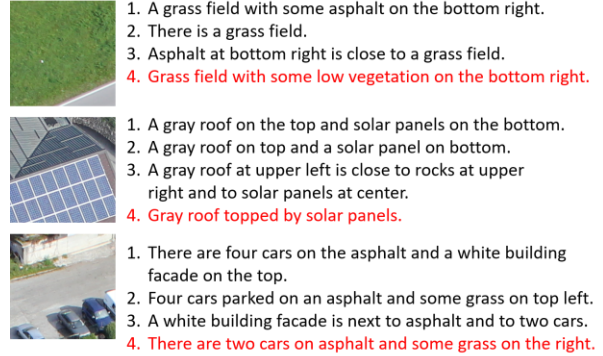 1. A grass field with some asphalt on the bottom right.
2. There is a grass field.
3. Asphalt at bottom right is close to a grass field.
4. Grass field with some low vegetation on the bottom right.
1. A gray roof on the top and solar panels on the bottom.
2. A gray roof on top and a solar panel on bottom.
3. A gray roof at upper left is close to rocks at upper
right and to solar panels at center.
4. Gray roof topped by solar panels.
1. There are four cars on the asphalt and a white building
facade on the top.
2. Four cars parked on an asphalt and some grass on top left.
3. A white building facade is next to asphalt and to two cars.
4. There are two cars on asphalt and some grass on the right.